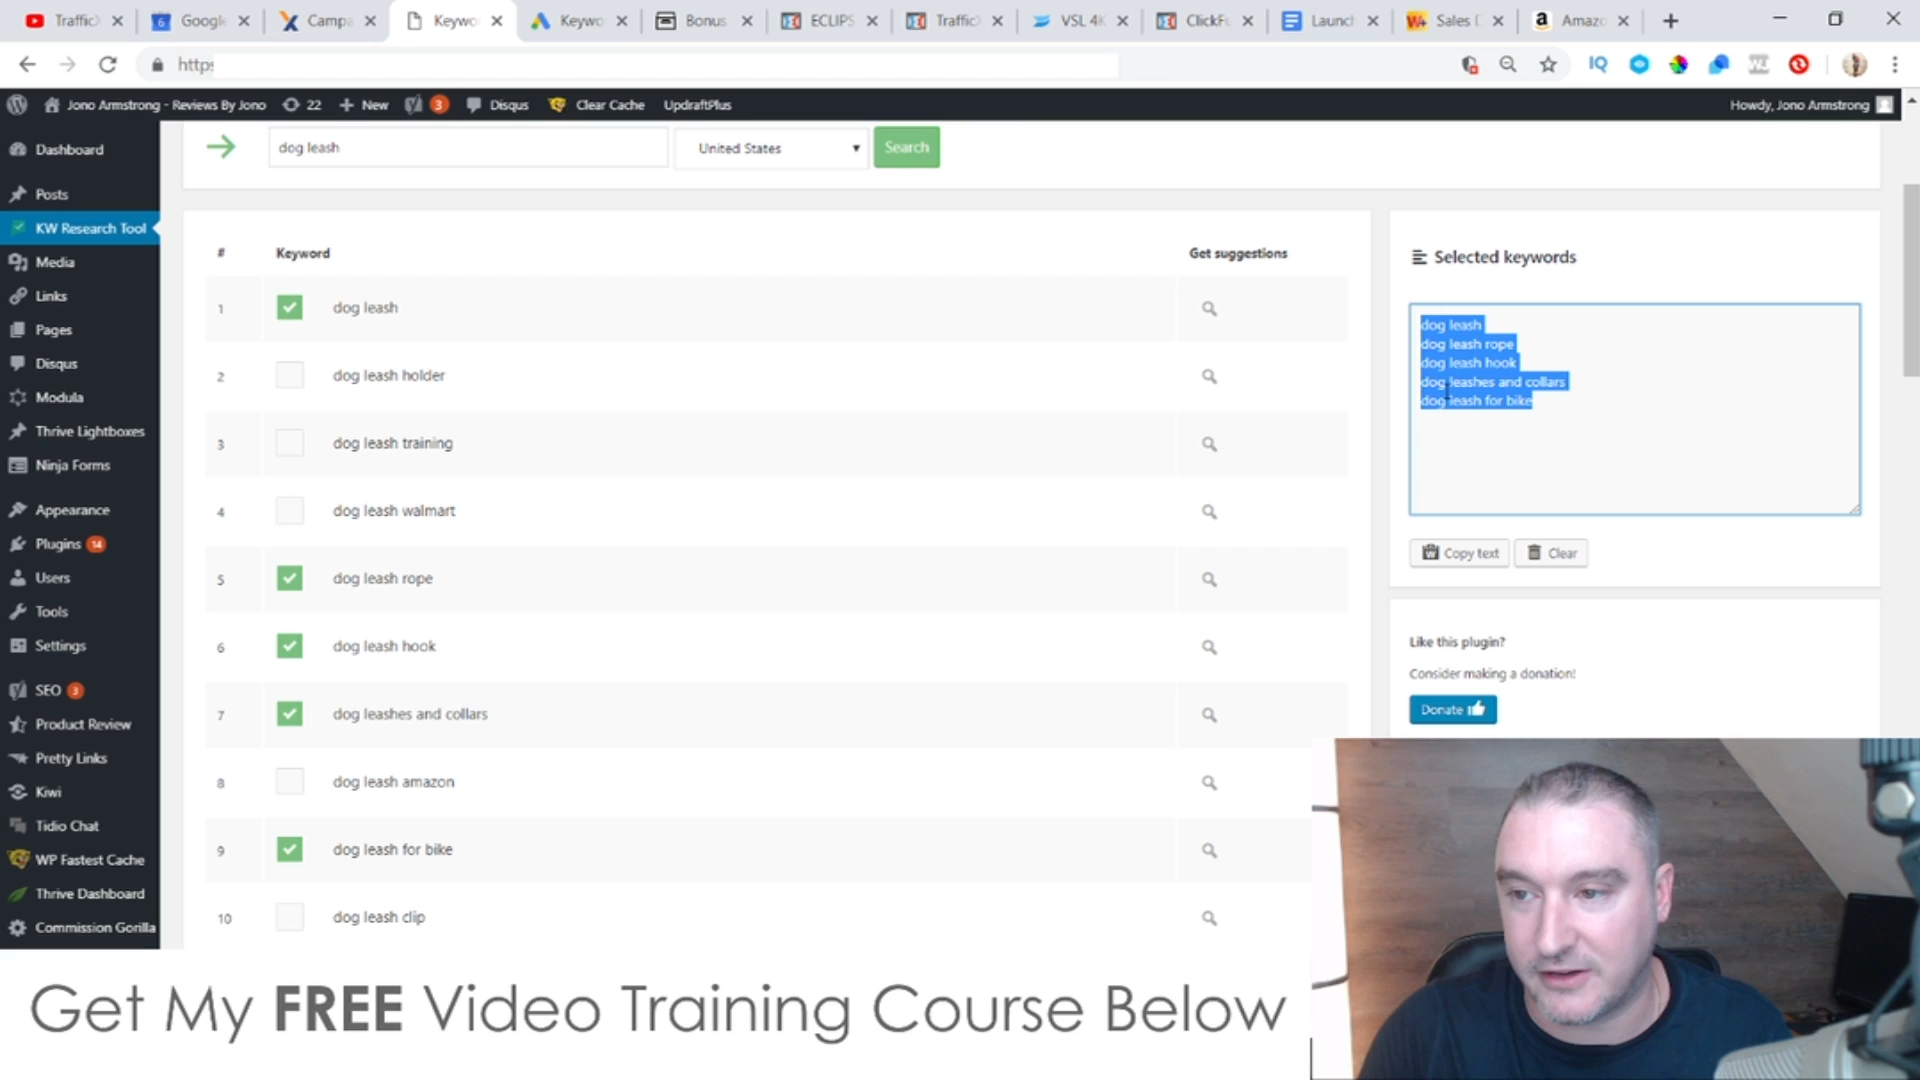 Traffic
Google
Campa
Keywo
Keywo
Bonus
ECLIPS
Traffic
VSL 4K
ClickFu
Launch
Sales D
Amazo
https
Jono Armstrong - Reviews By Jono
22
New
3
Disqus
Clear Cache
UpdraftPlus
Howdy, Jono Armstrong
Dashboard
Posts
KW Research Tool
Media
Links
Pages
Disqus
Modula
Thrive Lightboxes
Ninja Forms
Appearance
Plugins 14
Users
Tools
Settings
SEO 3
Product Review
Pretty Links
Kiwi
Tidio Chat
WP Fastest Cache
Thrive Dashboard
Commission Gorilla
dog leash
United States
Search
# Keyword Get suggestions
1 dog leash
2 dog leash holder
3 dog leash training
4 dog leash walmart
5 dog leash rope
6 dog leash hook
7 dog leashes and collars
8 dog leash amazon
9 dog leash for bike
10 dog leash clip
Selected keywords
dog leash
dog leash rope
dog leash hook
dog leashes and collars
dog leash for bike
Copy text
Clear
Like this plugin?
Consider making a donation!
Donate
Get My FREE Video Training Course Below